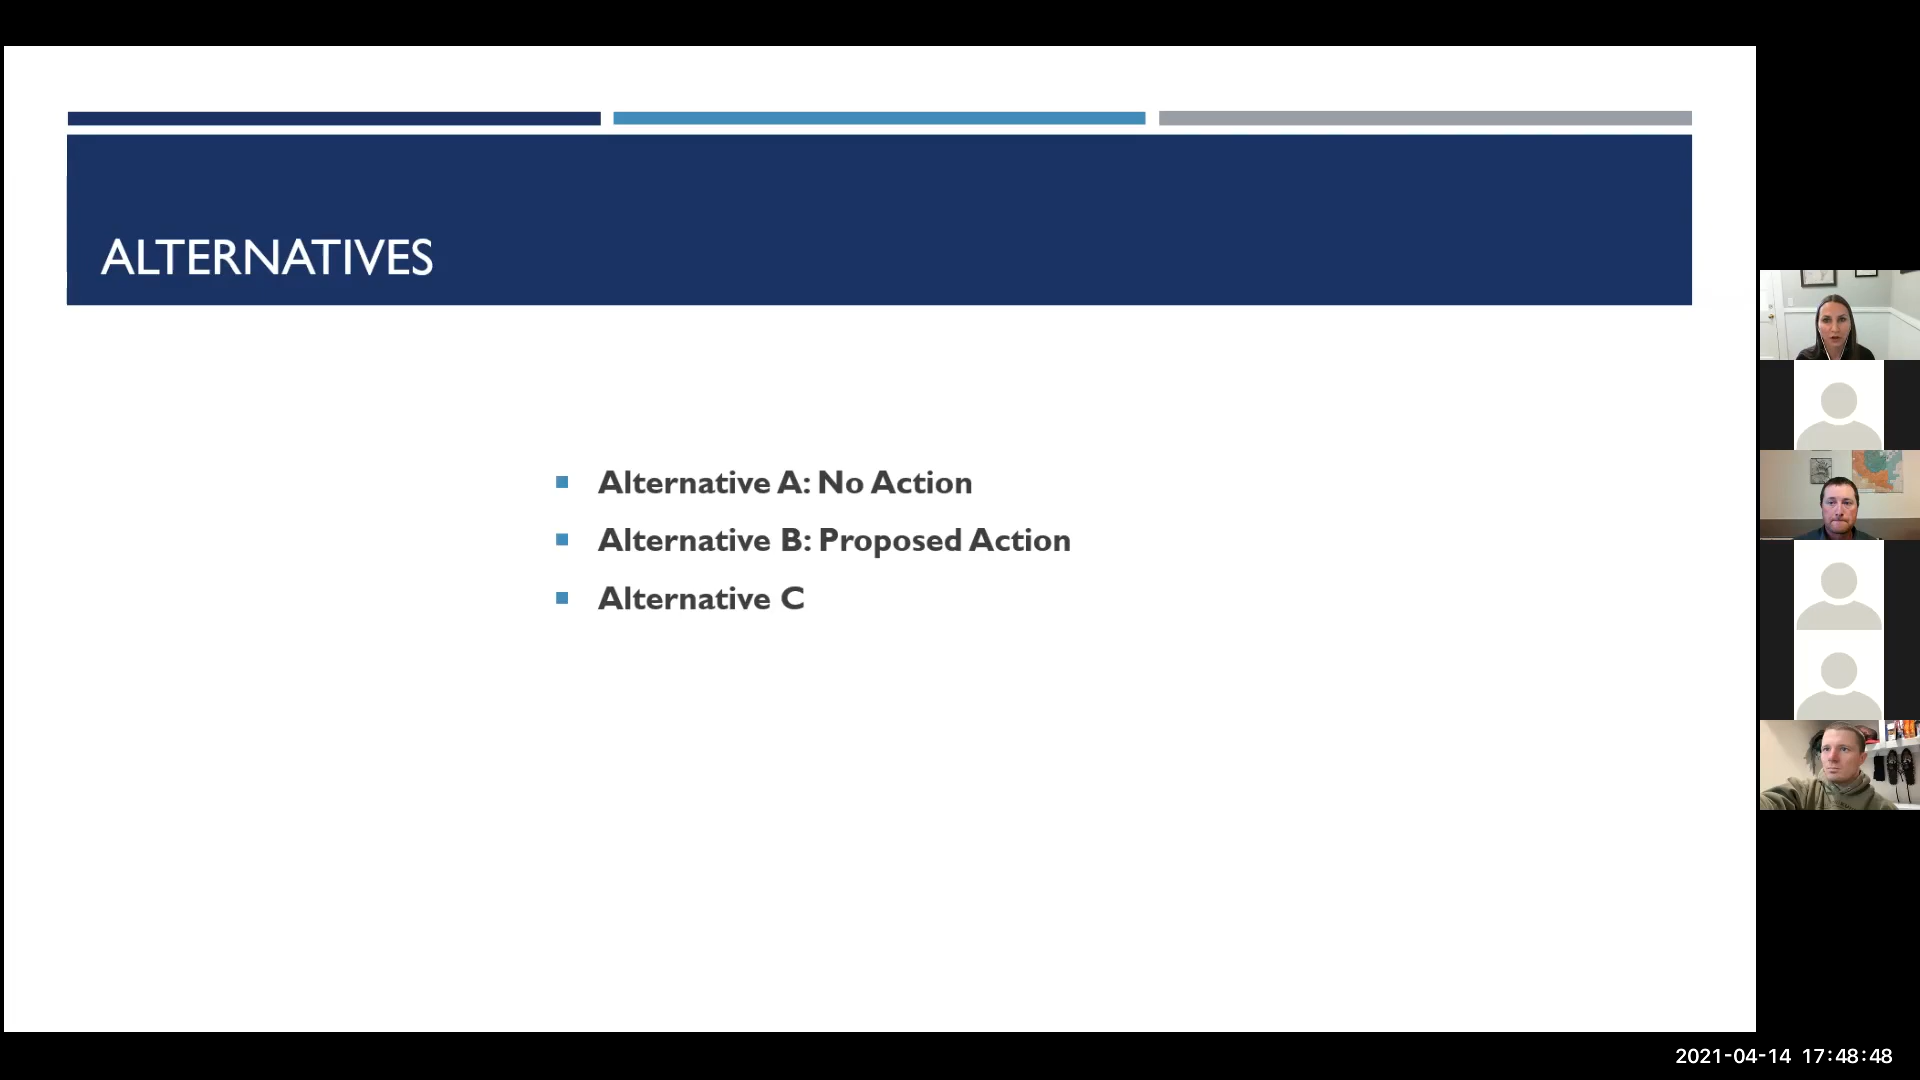 ALTERNATIVES
Alternative A: No Action
Alternative B: Proposed Action
Alternative C
2021-04-14 17:48:48